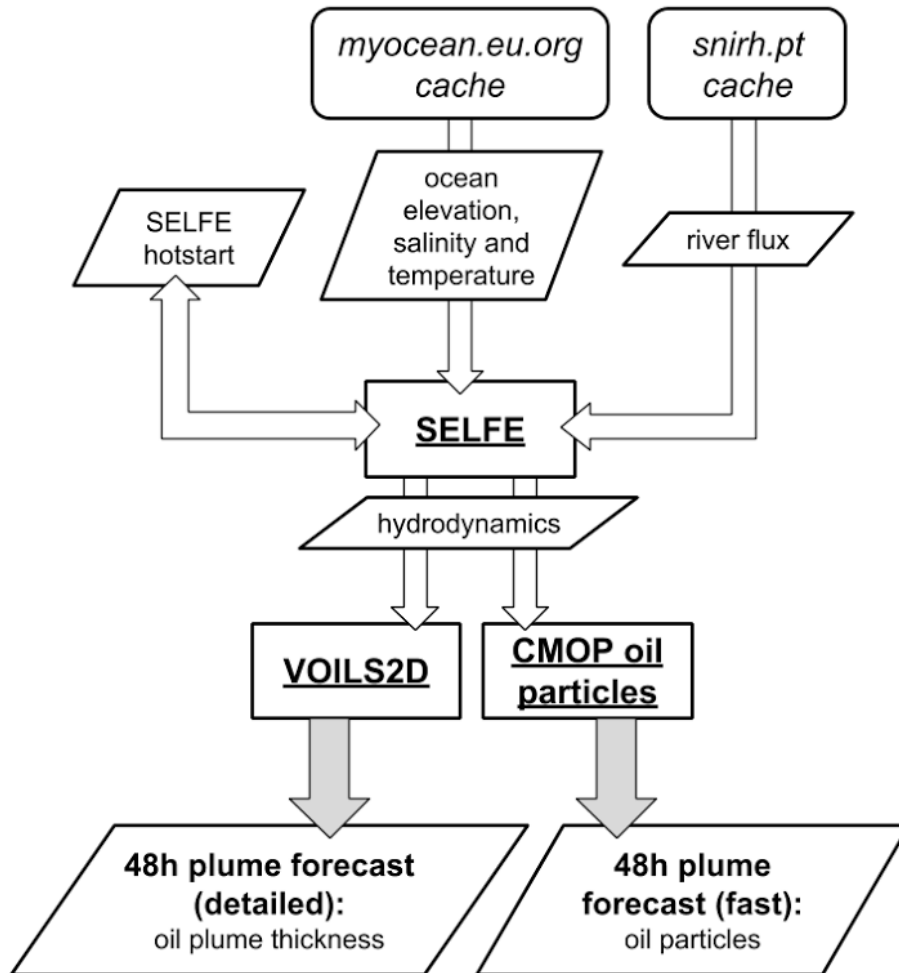 myocean.eu.org
cache
snirh.pt
cache
ocean
elevation,
salinity and
temperature
SELFE
hotstart
river flux
SELFE
hydrodynamics
VOILS2D
CMOP oil
particles
48h plume forecast
(detailed):
oil plume thickness
48h plume
forecast (fast):
oil particles